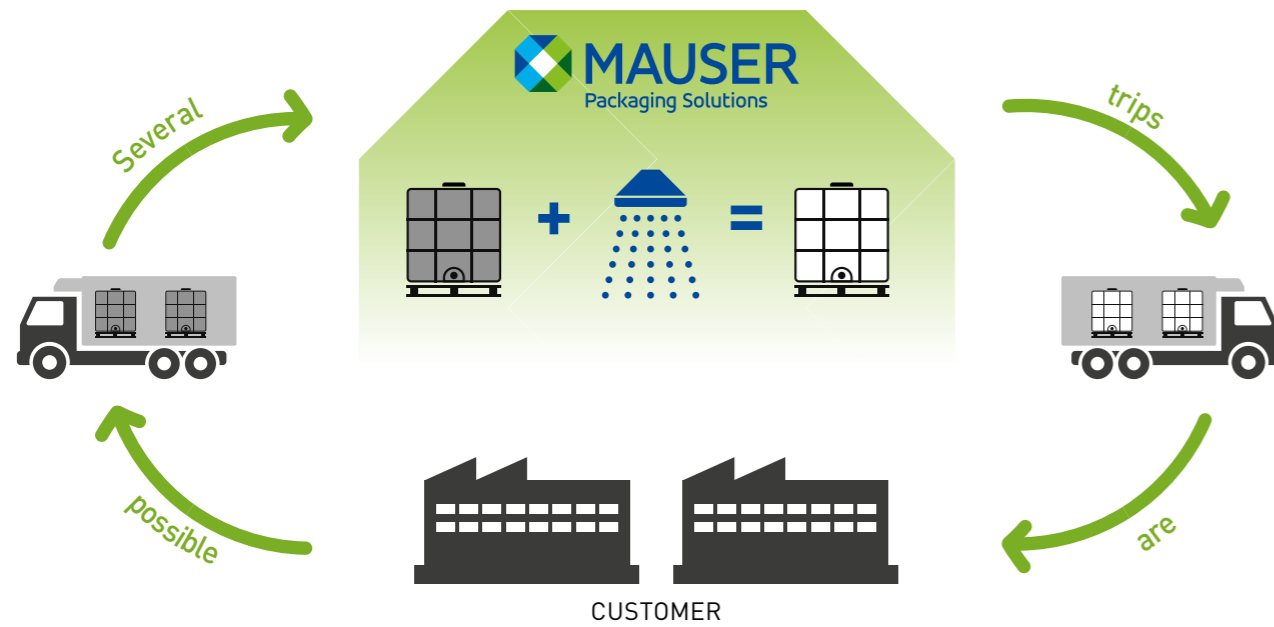 MAUSER
Packaging Solutions
Several
trips
are
possible
CUSTOMER